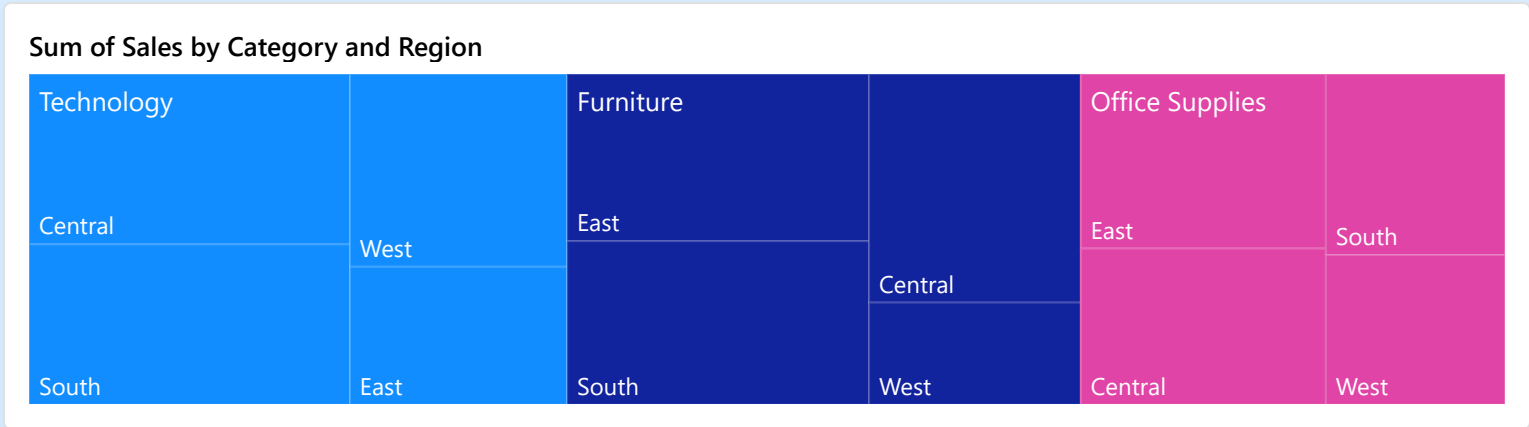 Sum of Sales by Category and Region
Technology
Central
South
West
East
Furniture
East
South
Central
West
Office Supplies
East
Central
South
West